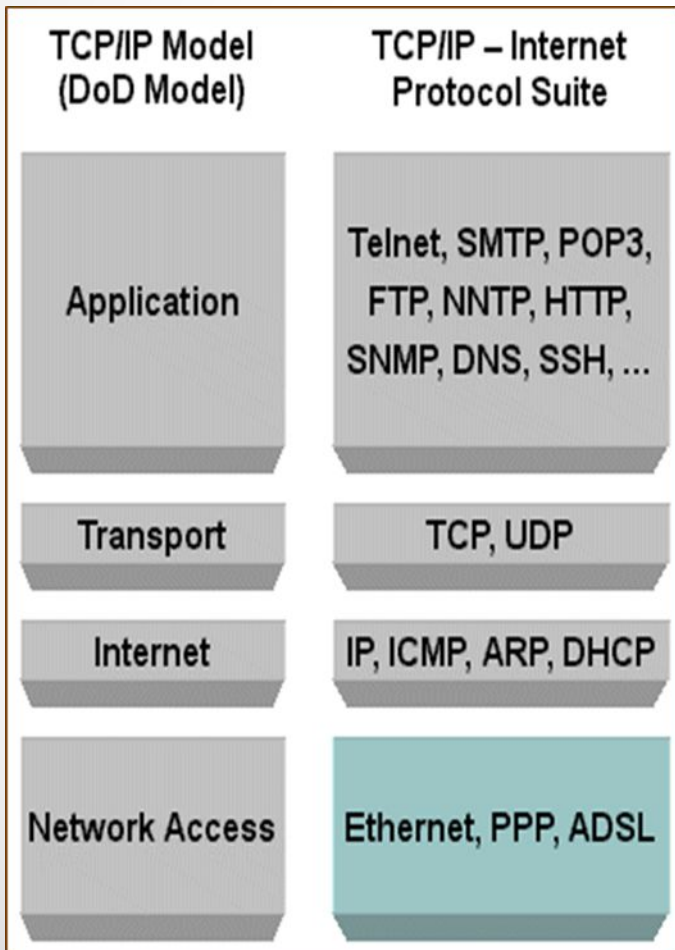 TCP/IP Model
(DoD Model)
TCP/IP – Internet
Protocol Suite
Application
Telnet, SMTP, POP3,
FTP, NNTP, HTTP,
SNMP, DNS, SSH, ...
Transport
TCP, UDP
Internet
IP, ICMP, ARP, DHCP
Network Access
Ethernet, PPP, ADSL